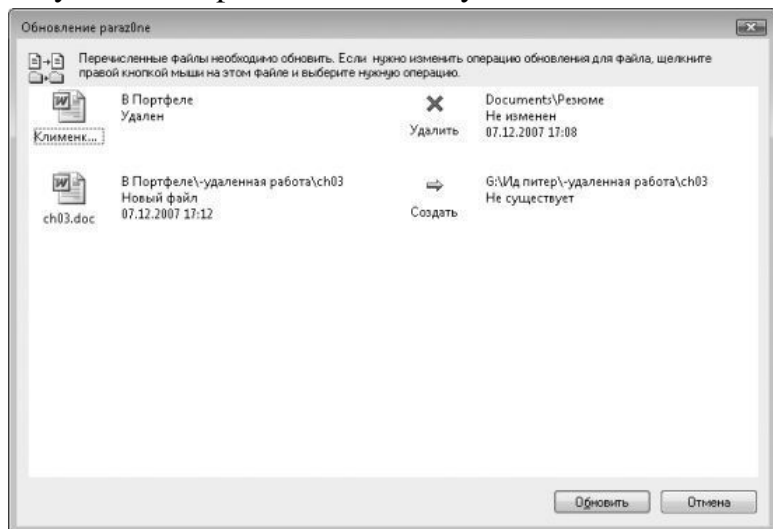 Обновление paraz0ne
Перечисленные файлы необходимо обновить. Если нужно изменить операцию обновления для файла, щелкните
правой кнопкой мыши на этом файле и выберите нужную операцию.
Клименк...
В Портфеле
Удален
Удалить
Documents\Резюме
Не изменен
07.12.2007 17:08
ch03.doc
В Портфеле\-удаленная работа\ch03
Новый файл
07.12.2007 17:12
Создать
G:\Ид питер\-удаленная работа\ch03
Не существует
Обновить
Отмена